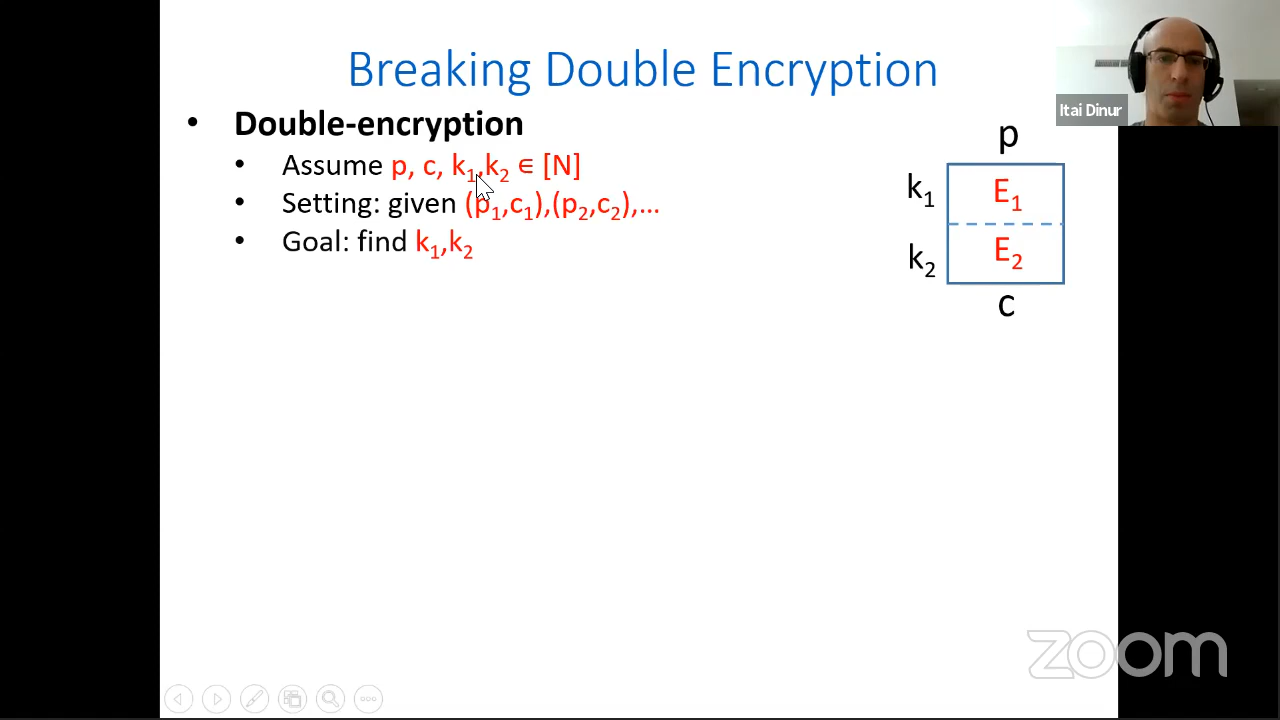 Breaking Double Encryption
• Double-encryption
• Assume p, c, k₁,k₂ ∈ [N]
• Setting: given (p₁,c₁),(p₂,c₂),...
• Goal: find k₁,k₂
Itai Dinur
p
k₁ E₁
k₂ E₂
c
zoom